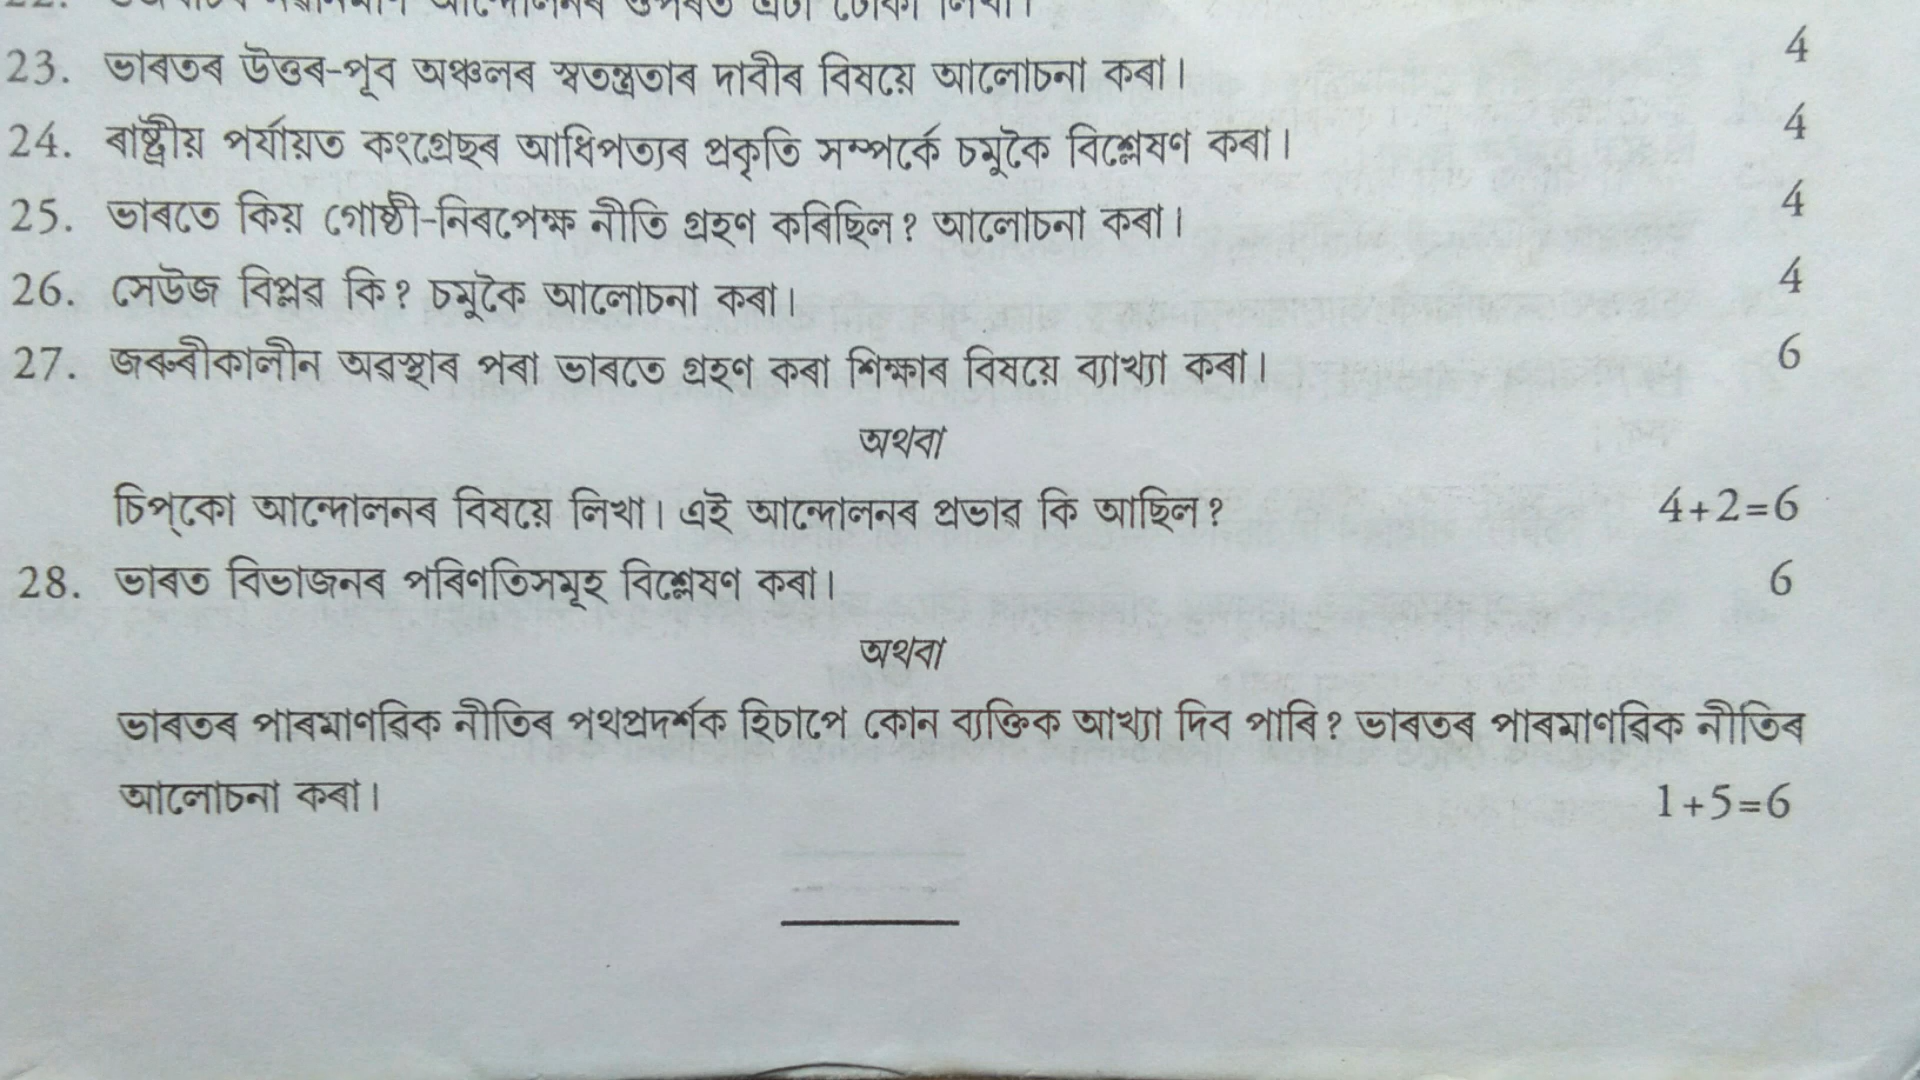 23. ভাৰতৰ উত্তৰ-পূব অঞ্চলৰ স্বতন্ত্ৰতাৰ দাবীৰ বিষয়ে আলোচনা কৰা। 4
24. ৰাষ্ট্ৰীয় পৰ্যায়ত কংগ্ৰেছৰ আধিপত্যৰ প্ৰকৃতি সম্পৰ্কে চমুকৈ বিশ্লেষণ কৰা। 4
25. ভাৰতে কিয় গোষ্ঠী-নিৰপেক্ষ নীতি গ্ৰহণ কৰিছিল? আলোচনা কৰা। 4
26. সেউজ বিপ্লৱ কি? চমুকৈ আলোচনা কৰা। 4
27. জৰুৰীকালীন অৱস্থাৰ পৰা ভাৰতে গ্ৰহণ কৰা শিক্ষাৰ বিষয়ে ব্যাখ্যা কৰা। 6
অথবা
চিপ্‌কো আন্দোলনৰ বিষয়ে লিখা। এই আন্দোলনৰ প্ৰভাৱ কি আছিল? 4+2=6
28. ভাৰত বিভাজনৰ পৰিণতিসমূহ বিশ্লেষণ কৰা। 6
অথবা
ভাৰতৰ পাৰমাণৱিক নীতিৰ পথপ্ৰদৰ্শক হিচাপে কোন ব্যক্তিক আখ্যা দিব পাৰি? ভাৰতৰ পাৰমাণৱিক নীতিৰ
আলোচনা কৰা। 1+5=6